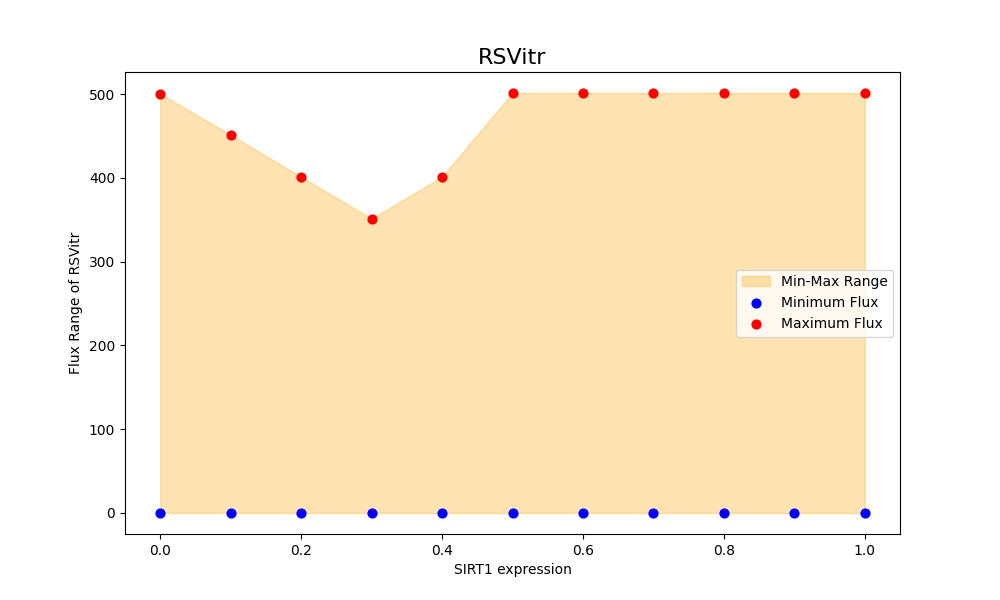 RSVitr
Flux Range of RSVitr
500
400
300
200
100
0
Min-Max Range
Minimum Flux
Maximum Flux
0.0 0.2 0.4 0.6 0.8 1.0
SIRT1 expression